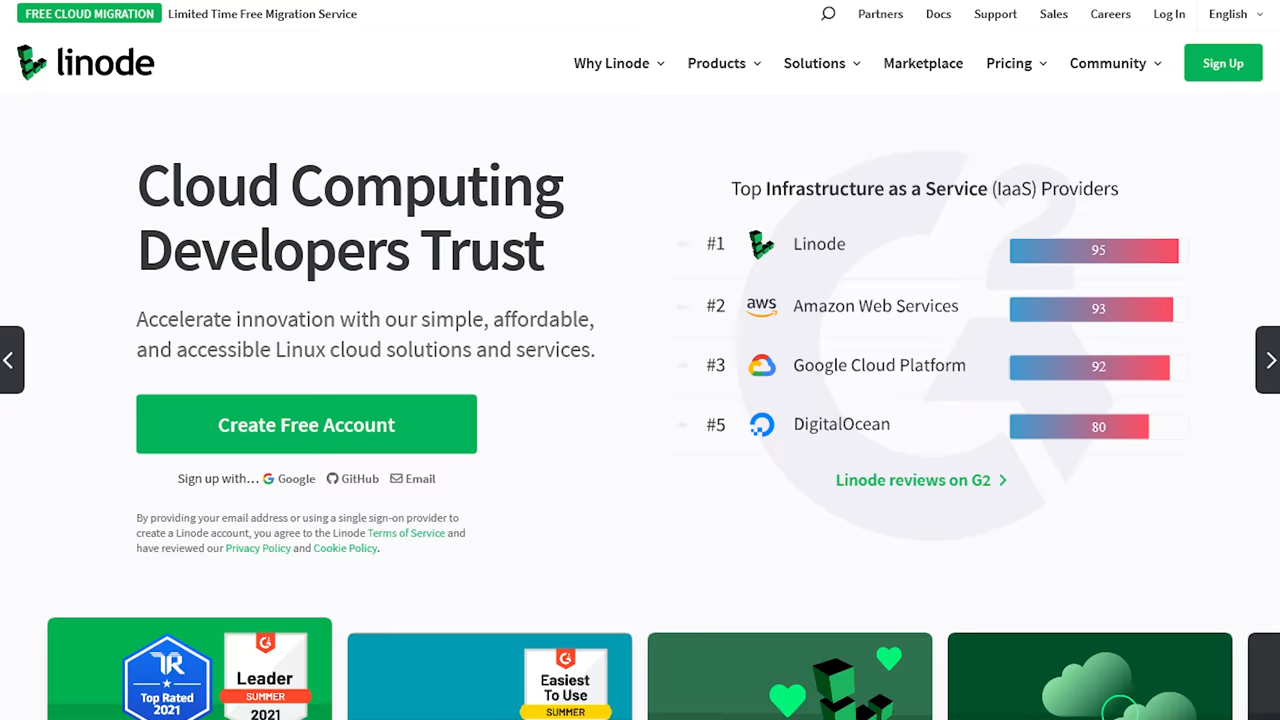 FREE CLOUD MIGRATION Limited Time Free Migration Service
Partners Docs Support Sales Careers Log In English
linode
Why Linode Products Solutions Marketplace Pricing Community Sign Up
Cloud Computing
Developers Trust
Accelerate innovation with our simple, affordable,
and accessible Linux cloud solutions and services.
Create Free Account
Sign up with... Google GitHub Email
By providing your email address or using a single sign-on provider to
create a Linode account, you agree to the Linode Terms of Service and
have reviewed our Privacy Policy and Cookie Policy.
Top Infrastructure as a Service (IaaS) Providers
#1 Linode 95
#2 aws Amazon Web Services 93
#3 Google Cloud Platform 92
#5 DigitalOcean 80
Linode reviews on G2
TR
Top Rated
2021
Leader
SUMMER
2021
Easiest
To Use
SUMMER